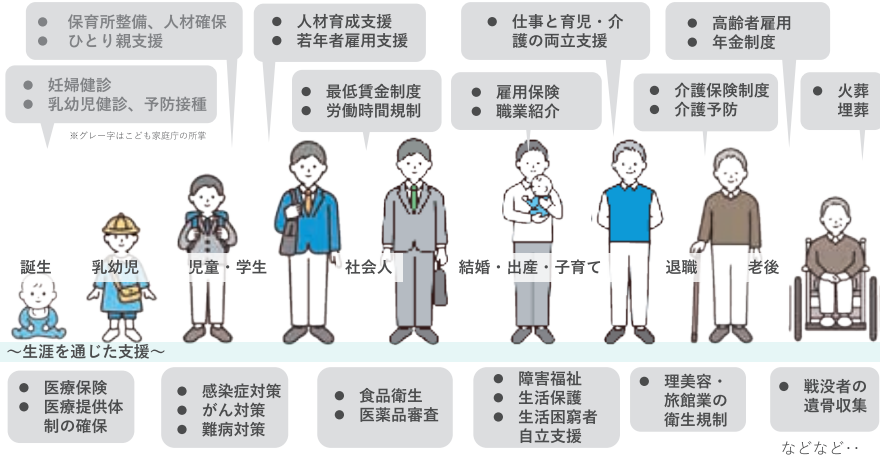 ● 保育所整備、人材確保
● ひとり親支援
● 人材育成支援
● 若年者雇用支援
● 仕事と育児・介
護の両立支援
● 高齢者雇用
● 年金制度
● 妊婦健診
● 乳幼児健診、予防接種
● 最低賃金制度
● 労働時間規制
● 雇用保険
● 職業紹介
● 介護保険制度
● 介護予防
● 火葬
埋葬
※グレー字はこども家庭庁の所掌
誕生
乳幼児
児童・学生
社会人
結婚・出産・子育て
退職
老後
～生涯を通じた支援～
● 医療保険
● 医療提供体
制の確保
● 感染症対策
● がん対策
● 難病対策
● 食品衛生
● 医薬品審査
● 障害福祉
● 生活保護
● 生活困窮者
自立支援
● 理美容・
旅館業の
衛生規制
● 戦没者の
遺骨収集
などなど‥